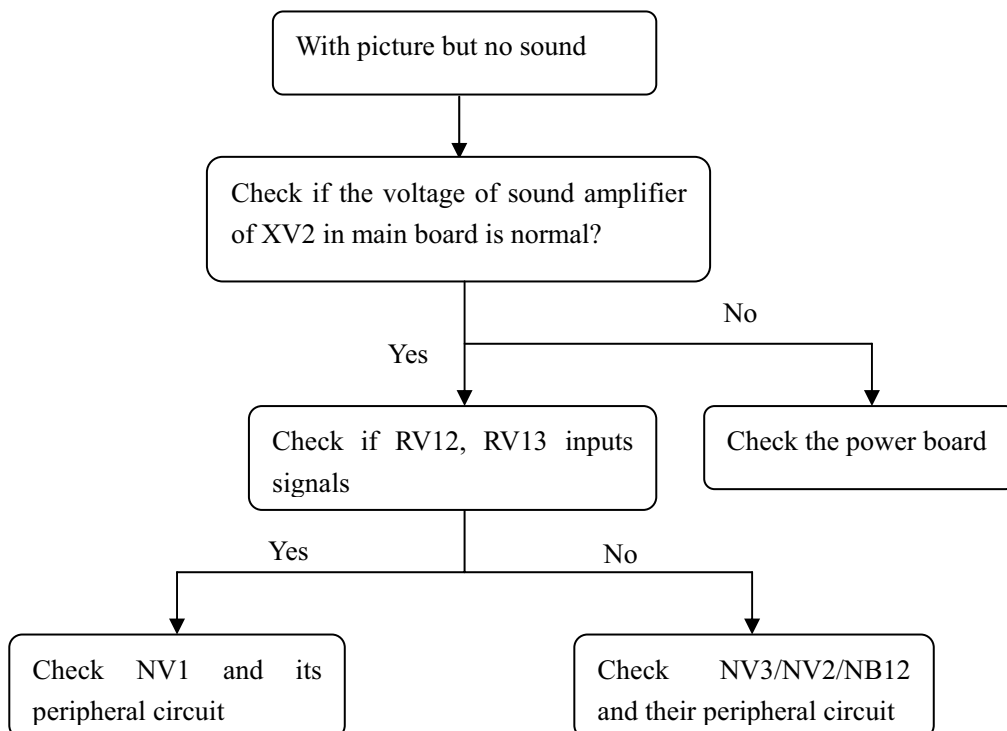 With picture but no sound
Check if the voltage of sound amplifier
of XV2 in main board is normal?
No
Yes
Check if RV12, RV13 inputs
signals
Check the power board
Yes
No
Check NV1 and its
peripheral circuit
Check NV3/NV2/NB12
and their peripheral circuit